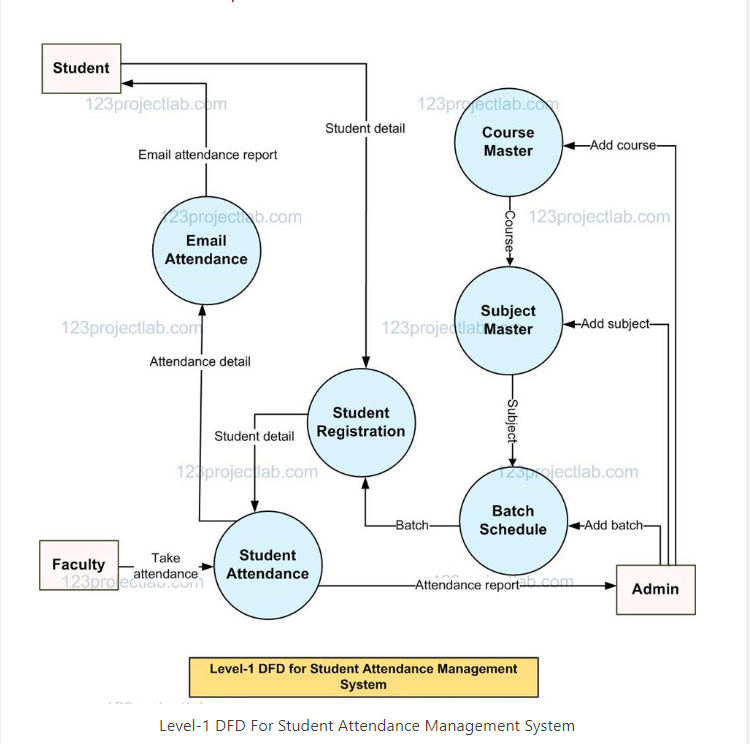 Student
123projectlab.com
123projectlab.com
Student detail
Course
Master
Add course
Email attendance report
123projectlab.com
123projectlab.com
Course
Email
Attendance
Subject
Master
Add subject
123projectlab.com
123projectlab.com
Attendance detail
Subject
Student
Registration
Student detail
123projectlab.com
123projectlab.com
Batch
Schedule
Batch
Add batch
Faculty
Take
attendance
Student
Attendance
123projectlab.com
123projectlab.com
Attendance report
Admin
Level-1 DFD for Student Attendance Management
System
Level-1 DFD For Student Attendance Management System